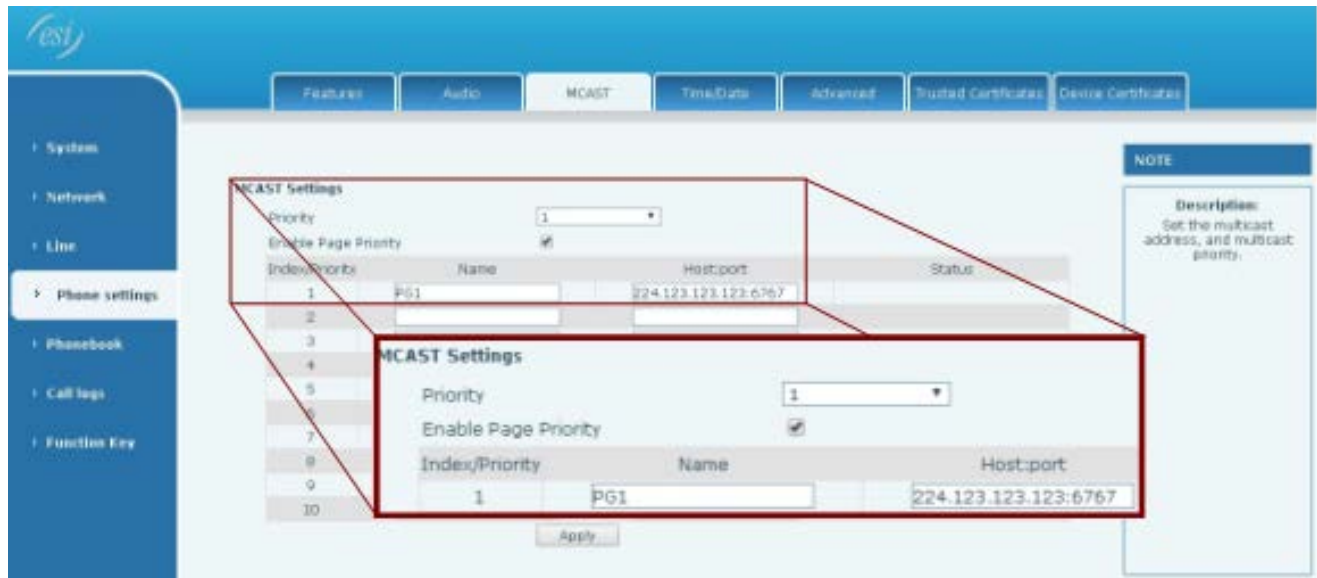 esi
Features Audio MCAST Time/Date Advanced Trusted Certificates Device Certificates
System
Network
Line
Phone settings
Phonebook
Call logs
Function Key
MCAST Settings
Priority 1
Enable Page Priority
Index/Priority Name Host:port Status
1 PG1 224.123.123.123:6767
2
3
4
5
6
7
8
9
10
MCAST Settings
Priority 1
Enable Page Priority
Index/Priority Name Host:port
1 PG1 224.123.123.123:6767
Apply
NOTE
Description:
Set the multicast
address, and multicast
priority.